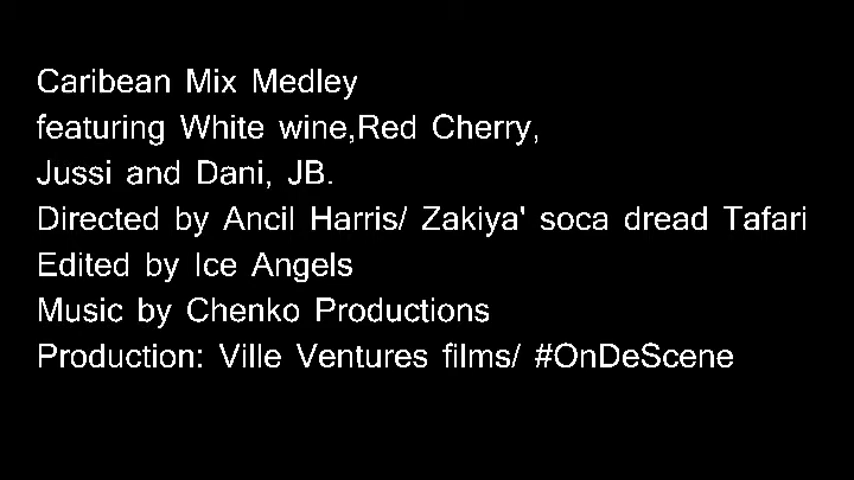 Caribean Mix Medley
featuring White wine,Red Cherry,
Jussi and Dani, JB.
Directed by Ancil Harris/ Zakiya' soca dread Tafari
Edited by Ice Angels
Music by Chenko Productions
Production: Ville Ventures films/ #OnDeScene